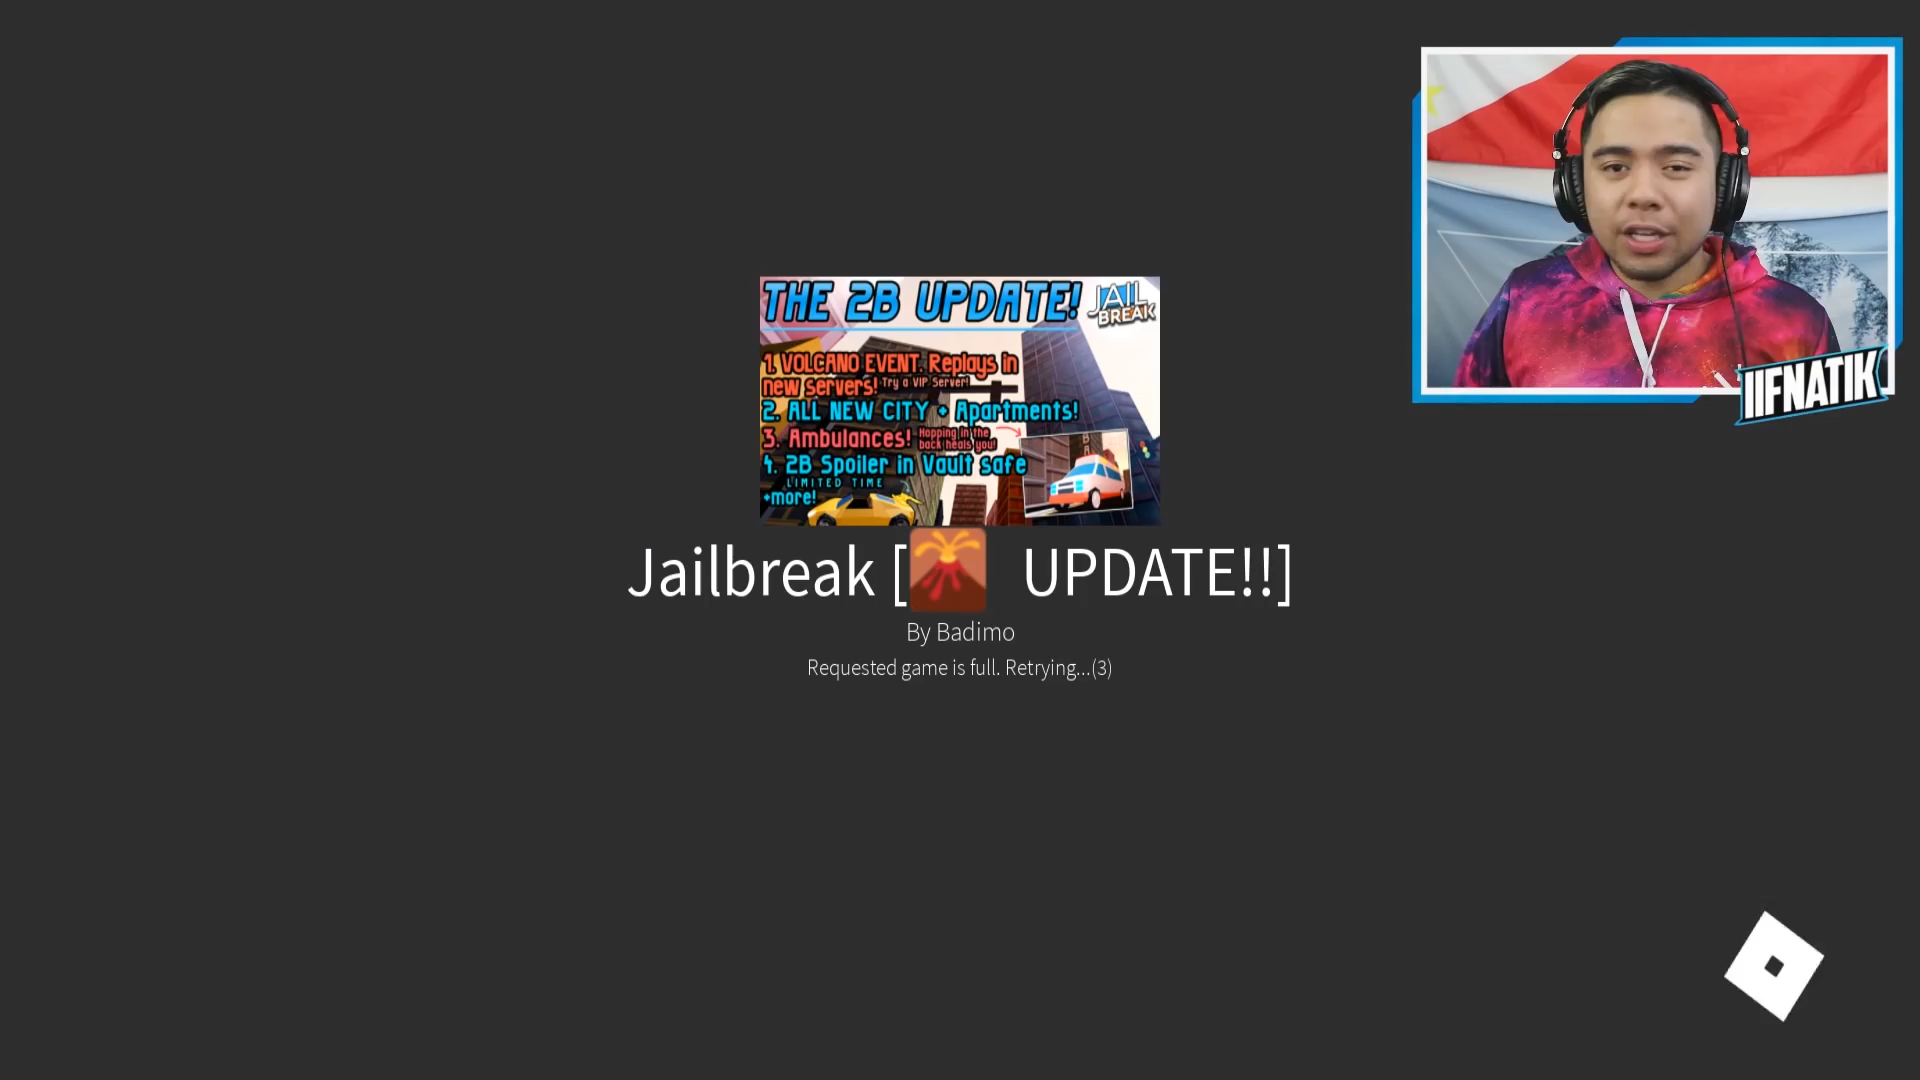 THE 2B UPDATE!
JAIL
BREAK
1. VOLCANO EVENT. Replays in
new servers! Try a VIP Server!
2. ALL NEW CITY + Apartments!
3. Ambulances! Hopping in the
back heals you!
4. 2B Spoiler in Vault safe
LIMITED TIME
+more!
IIFNATIK
Jailbreak [🌋 UPDATE!!]
By Badimo
Requested game is full. Retrying...(3)